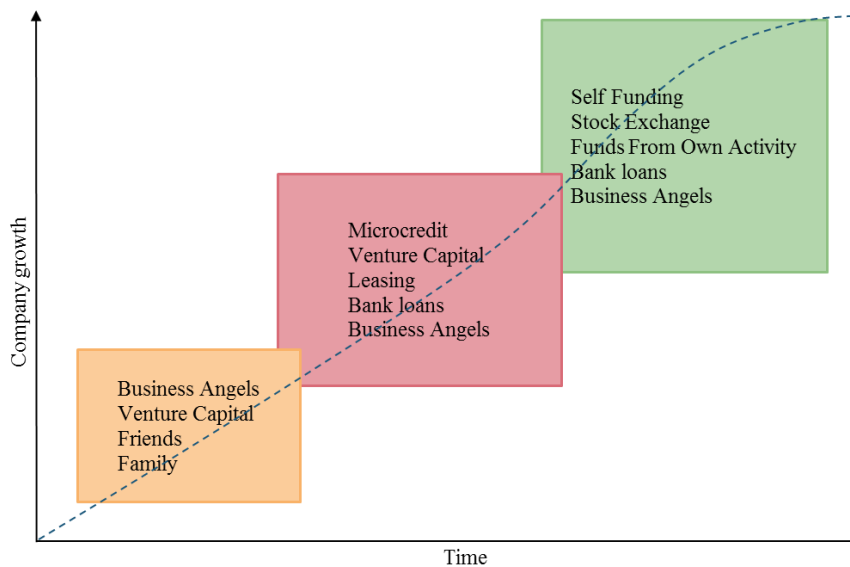 Self Funding
Stock Exchange
Funds From Own Activity
Bank loans
Business Angels
Microcredit
Venture Capital
Leasing
Bank loans
Business Angels
Business Angels
Venture Capital
Friends
Family
Company growth
Time